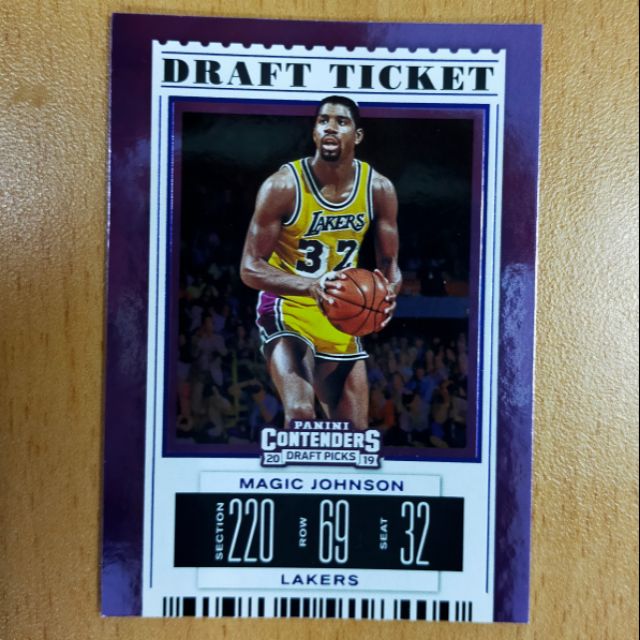 DRAFT TICKET
LAKERS
32
PANINI
CONTENDERS
20 DRAFT PICKS 19
MAGIC JOHNSON
SECTION 220 ROW 69 SEAT 32
LAKERS